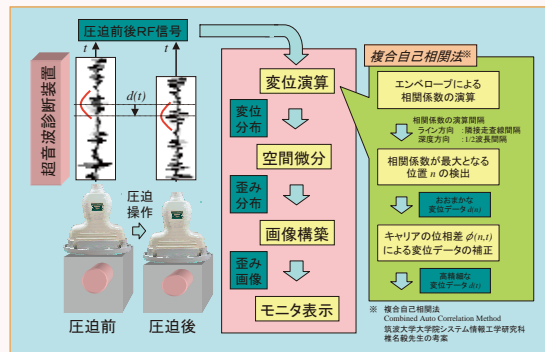 圧迫前後RF信号
超音波診断装置
t
t
d(t)
圧迫
操作
圧迫前
圧迫後
変位演算
変位
分布
空間微分
歪み
分布
画像構築
歪み
画像
モニタ表示
複合自己相関法※
エンベロープによる
相関係数の演算
相関係数の演算間隔
ライン方向 :隣接走査線間隔
深度方向 :1/2波長間隔
相関係数が最大となる
位置 n の検出
おおまかな
変位データ d(n)
キャリアの位相差 ϕ(n,t)
による変位データの補正
高精細な
変位データ d(t)
※ 複合自己相関法
Combined Auto Correlation Method
筑波大学大学院システム情報工学研究科
椎名毅先生の考案